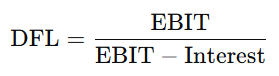 DFL = EBIT / EBIT − Interest